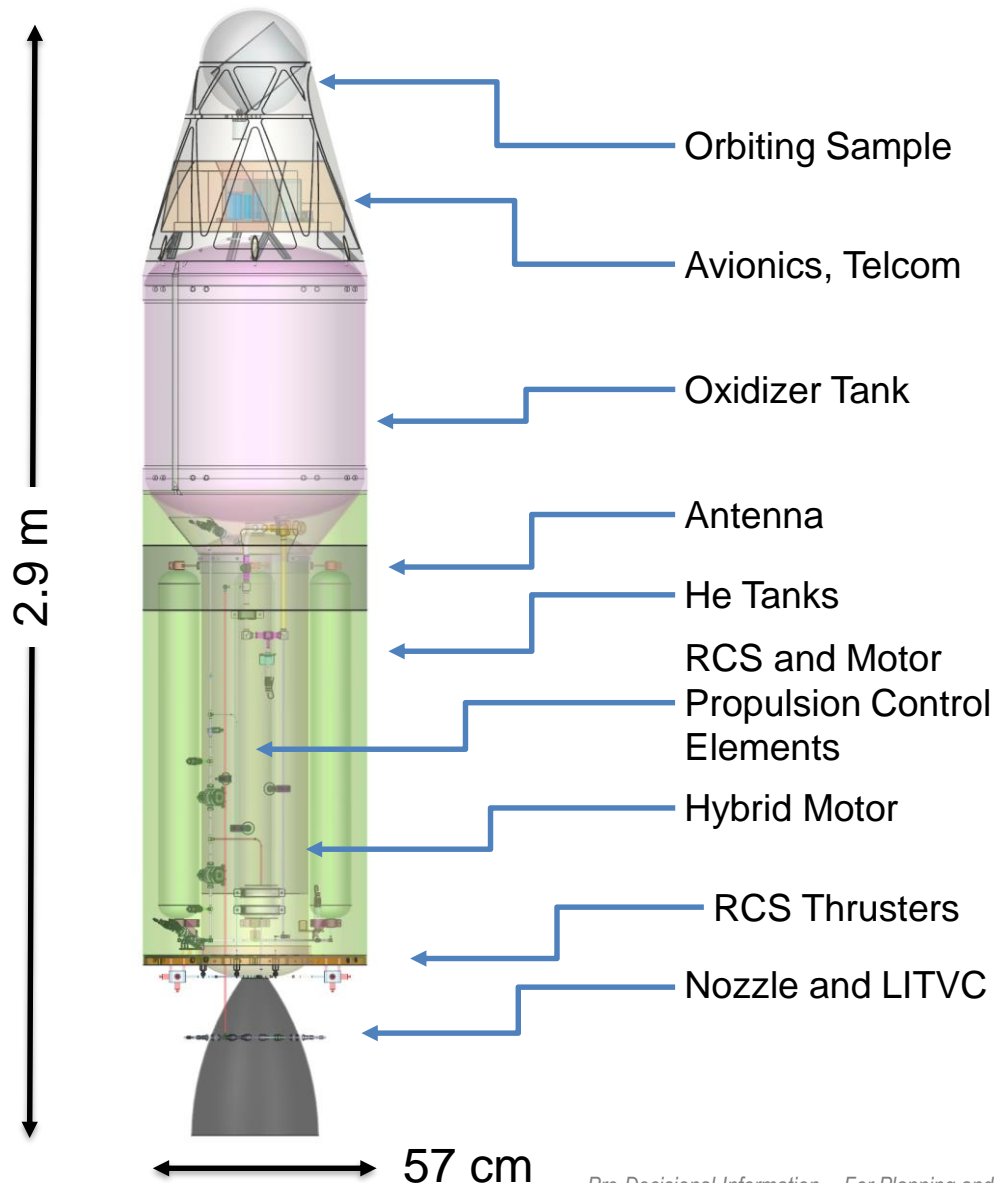 Orbiting Sample
Avionics, Telcom
Oxidizer Tank
Antenna
He Tanks
RCS and Motor
Propulsion Control
Elements
Hybrid Motor
RCS Thrusters
Nozzle and LITVC
2.9 m
57 cm
Pre-Decisional Information – For Planning and